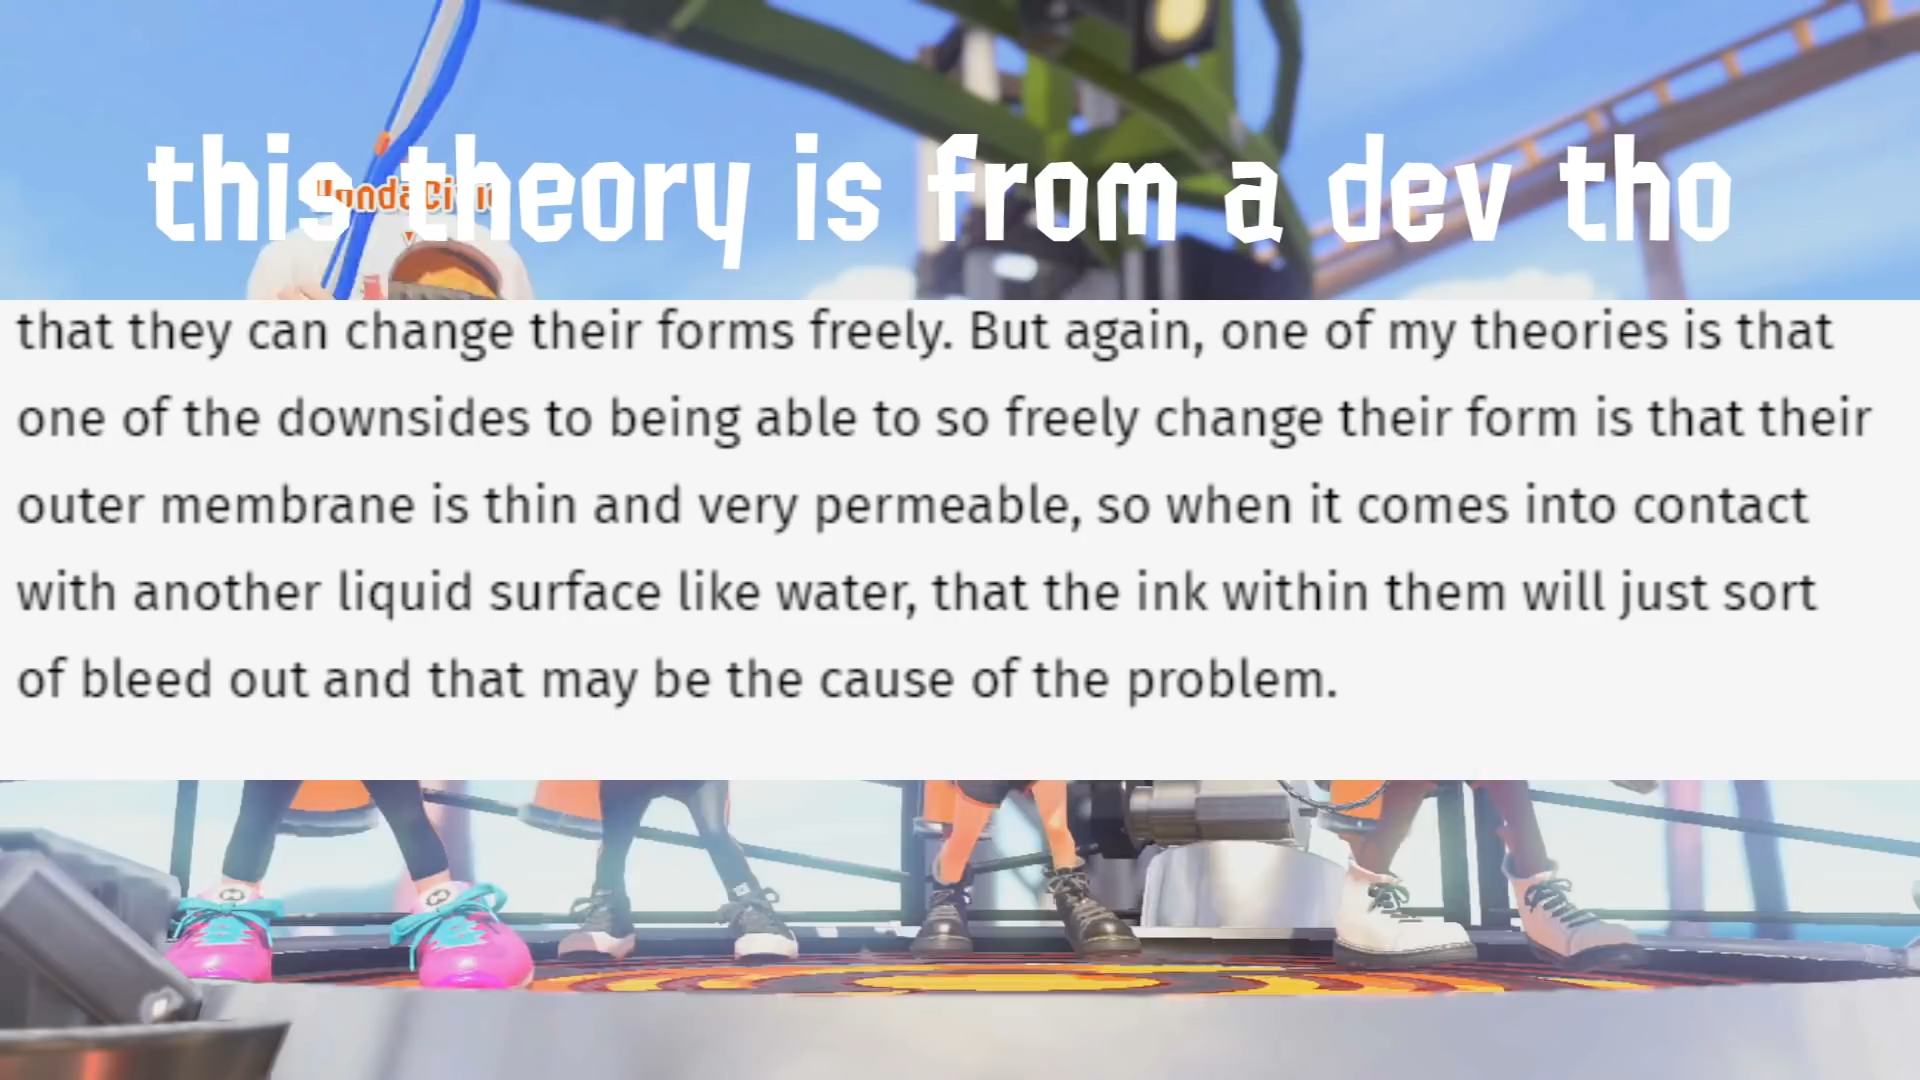 this theory is from a dev tho
that they can change their forms freely. But again, one of my theories is that
one of the downsides to being able to so freely change their form is that their
outer membrane is thin and very permeable, so when it comes into contact
with another liquid surface like water, that the ink within them will just sort
of bleed out and that may be the cause of the problem.